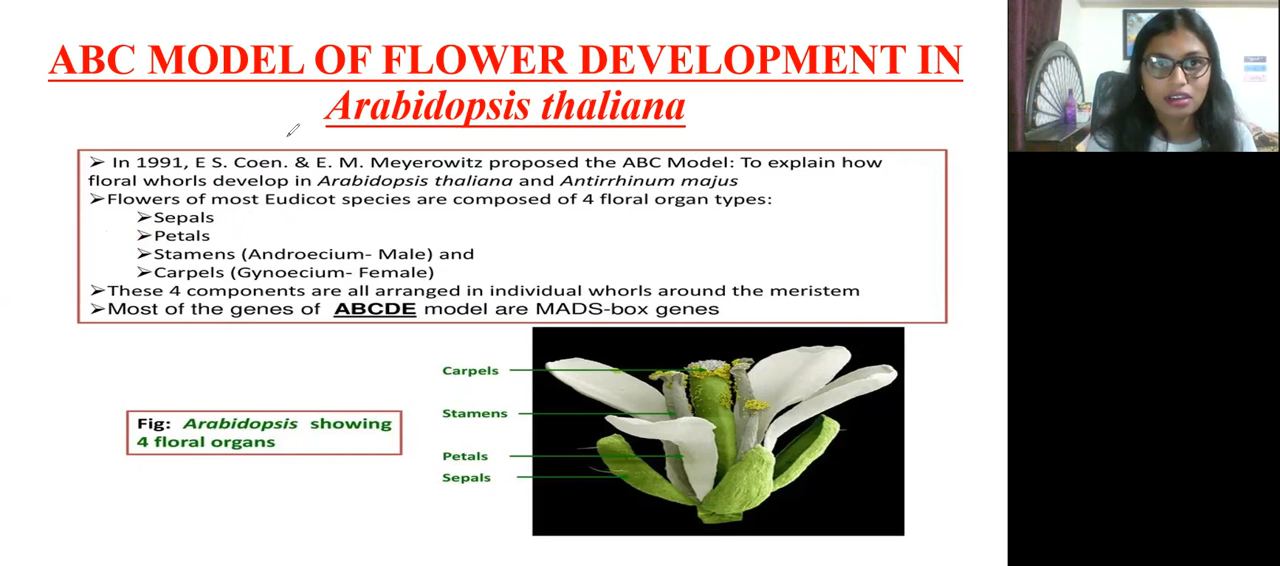 ABC MODEL OF FLOWER DEVELOPMENT IN
Arabidopsis thaliana
➢ In 1991, E S. Coen. & E. M. Meyerowitz proposed the ABC Model: To explain how
floral whorls develop in Arabidopsis thaliana and Antirrhinum majus
➢Flowers of most Eudicot species are composed of 4 floral organ types:
➢Sepals
➢Petals
➢Stamens (Androecium- Male) and
➢Carpels (Gynoecium- Female)
➢These 4 components are all arranged in individual whorls around the meristem
➢Most of the genes of ABCDE model are MADS-box genes
Carpels
Stamens
Petals
Sepals
Fig: Arabidopsis showing
4 floral organs